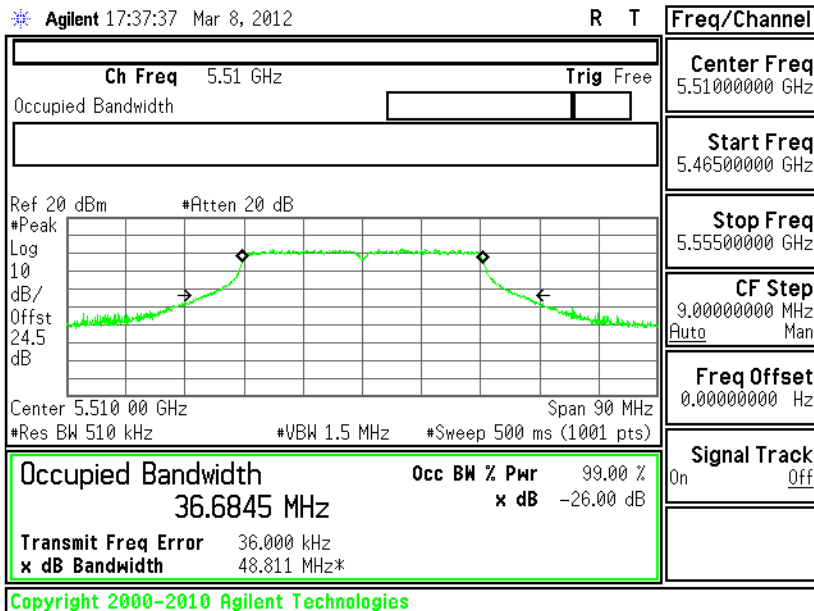 Agilent 17:37:37 Mar 8, 2012 R T
Ch Freq 5.51 GHz Trig Free
Occupied Bandwidth
Ref 20 dBm #Atten 20 dB
#Peak
Log
10
dB/
Offst
24.5
dB
Center 5.510 00 GHz Span 90 MHz
#Res BW 510 kHz #VBW 1.5 MHz #Sweep 500 ms (1001 pts)
Occupied Bandwidth Occ BW % Pwr 99.00 %
36.6845 MHz x dB -26.00 dB
Transmit Freq Error 36.000 kHz
x dB Bandwidth 48.811 MHz*
Copyright 2000-2010 Agilent Technologies
Freq/Channel
Center Freq
5.51000000 GHz
Start Freq
5.46500000 GHz
Stop Freq
5.55500000 GHz
CF Step
9.00000000 MHz
Auto Man
Freq Offset
0.00000000 Hz
Signal Track
On Off